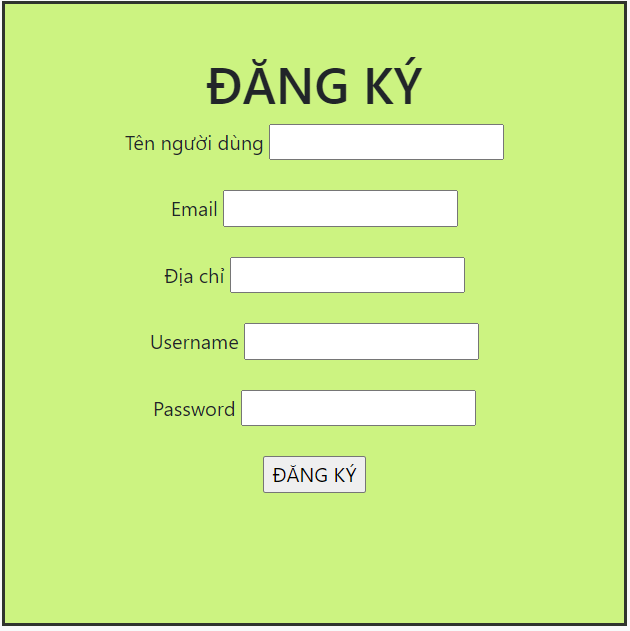 ĐĂNG KÝ
Tên người dùng
Email
Địa chỉ
Username
Password
ĐĂNG KÝ